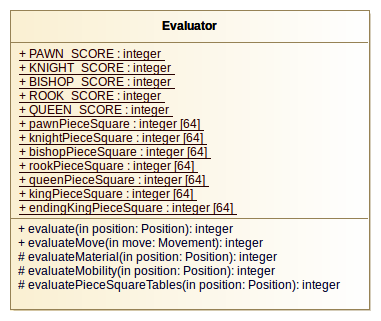 Evaluator
+ PAWN_SCORE : integer
+ KNIGHT_SCORE : integer
+ BISHOP_SCORE : integer
+ ROOK_SCORE : integer
+ QUEEN_SCORE : integer
+ pawnPieceSquare : integer [64]
+ knightPieceSquare : integer [64]
+ bishopPieceSquare : integer [64]
+ rookPieceSquare : integer [64]
+ queenPieceSquare : integer [64]
+ kingPieceSquare : integer [64]
+ endingKingPieceSquare : integer [64]
+ evaluate(in position: Position): integer
+ evaluateMove(in move: Movement): integer
# evaluateMaterial(in position: Position): integer
# evaluateMobility(in position: Position): integer
# evaluatePieceSquareTables(in position: Position): integer